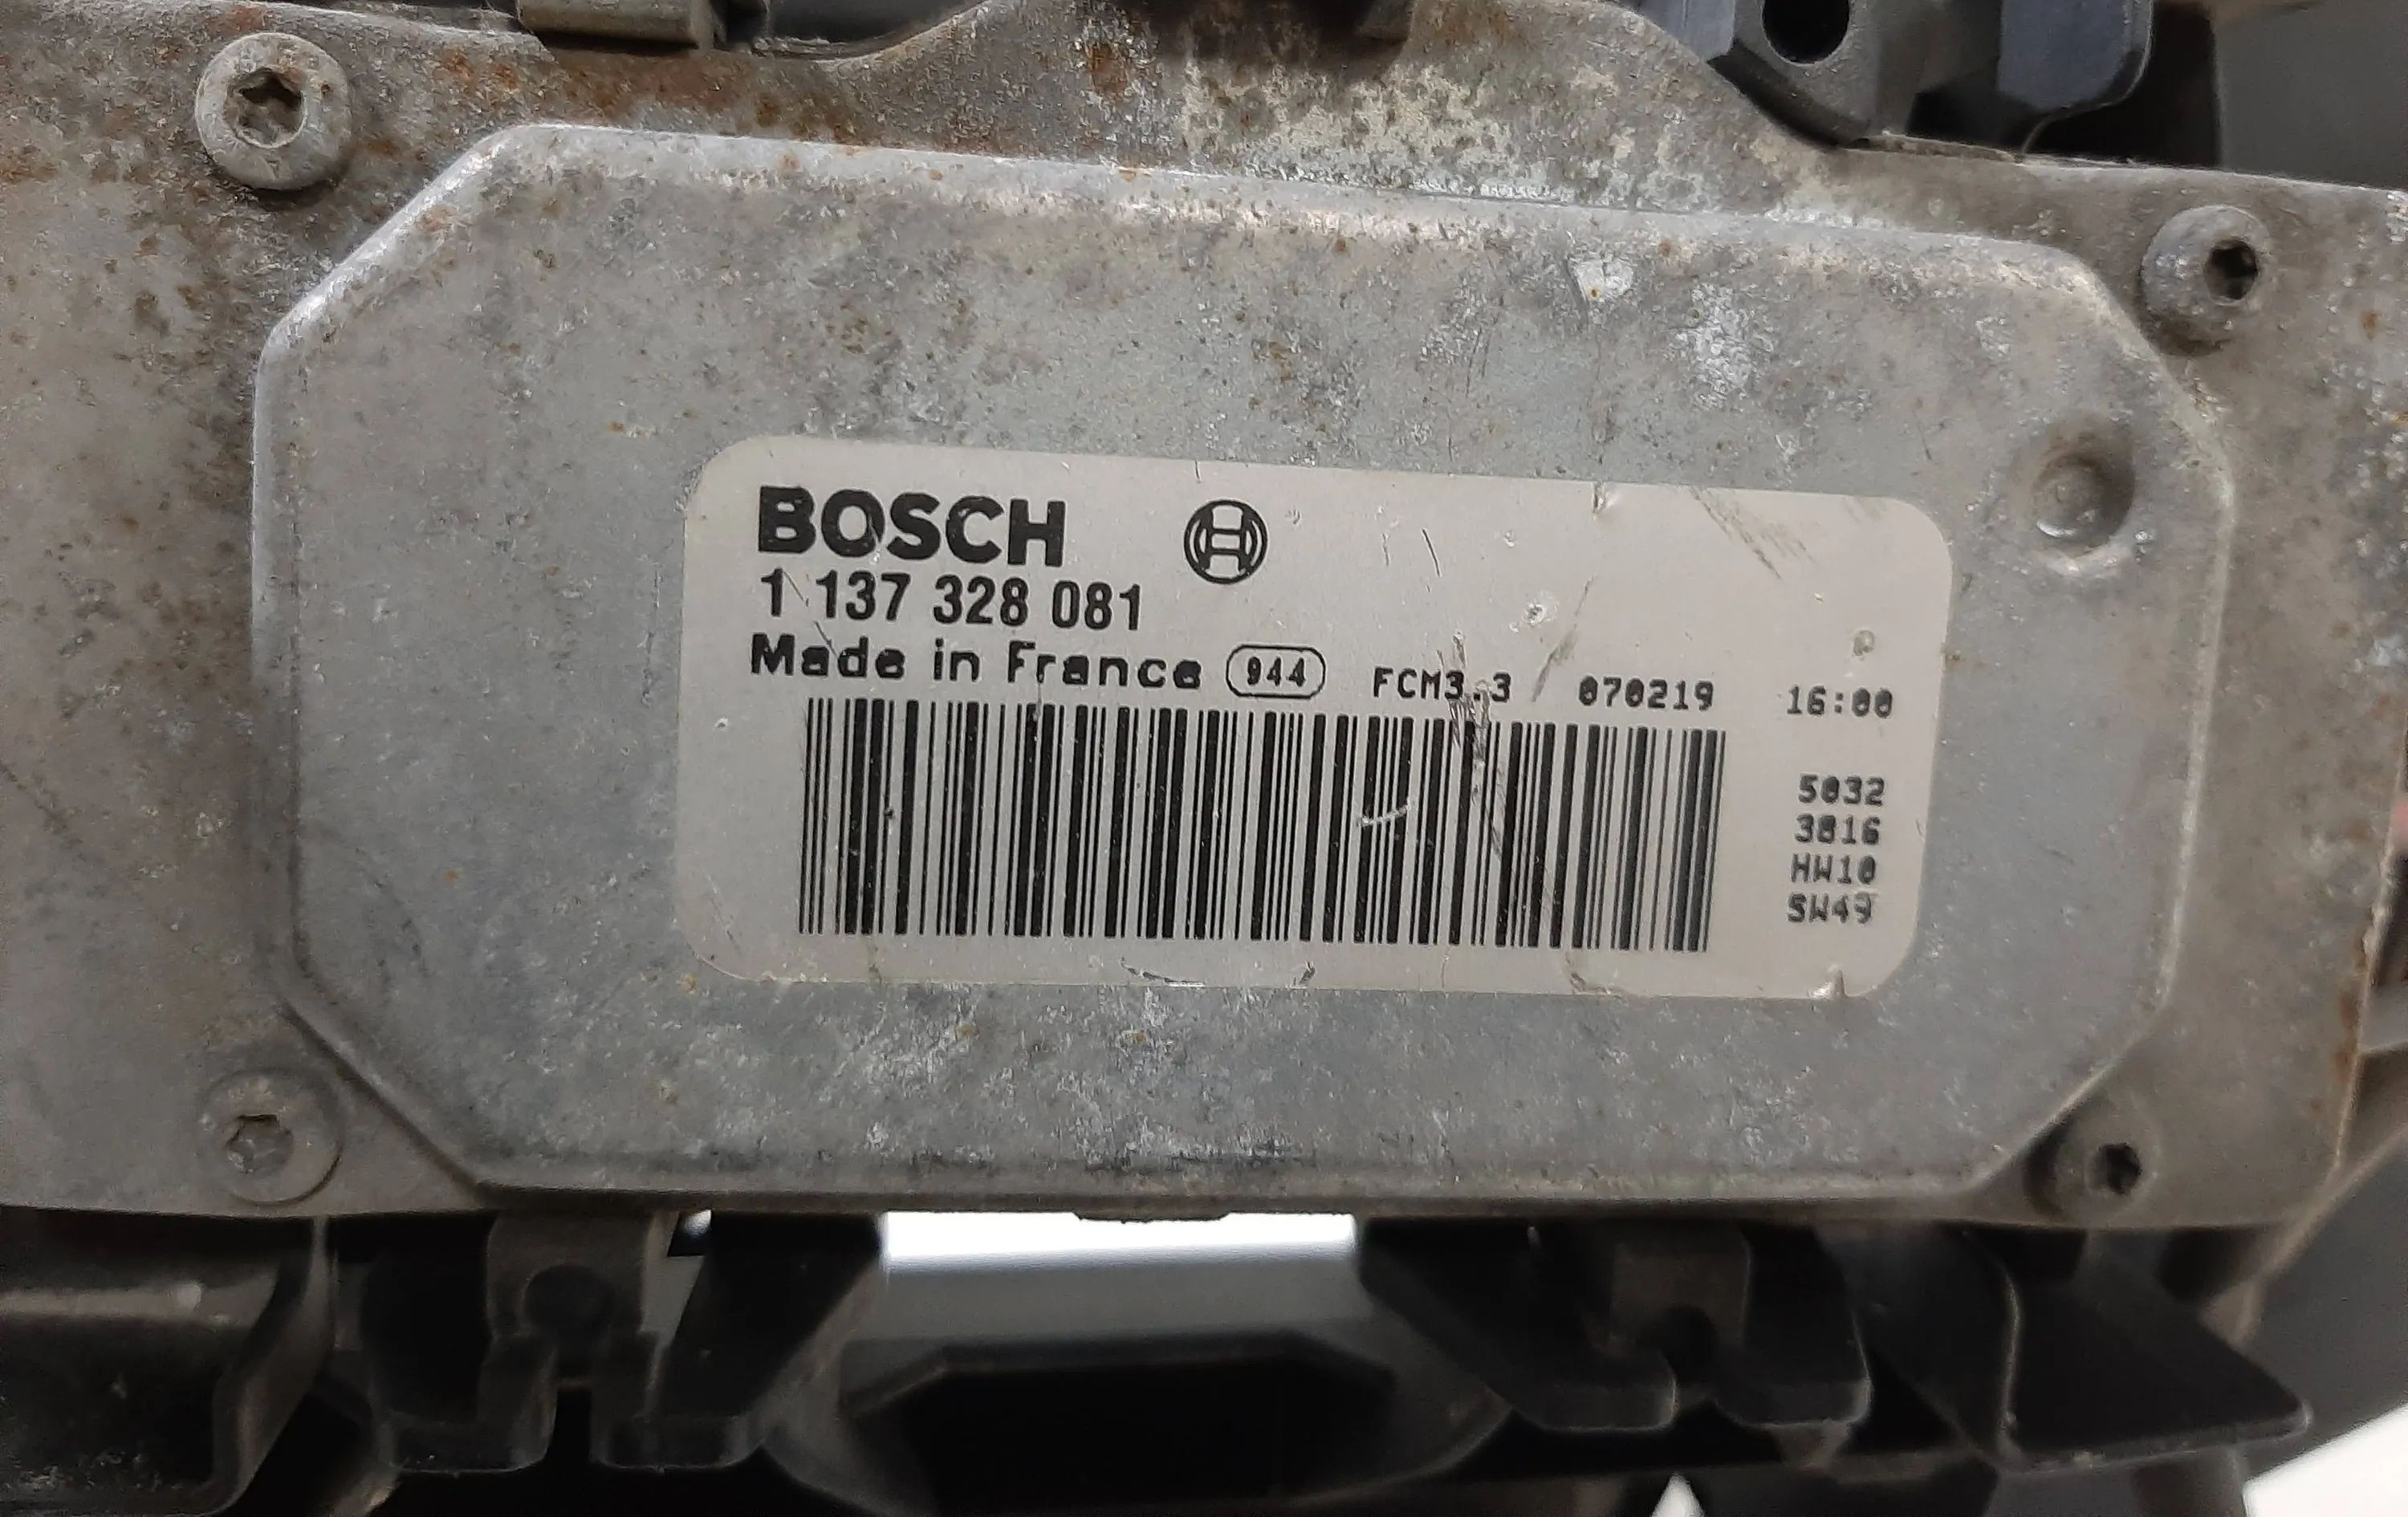 BOSCH
1 137 328 081
Made in France 944 FCM3.3 070219 16:00
5032
3816
HW10
SW49